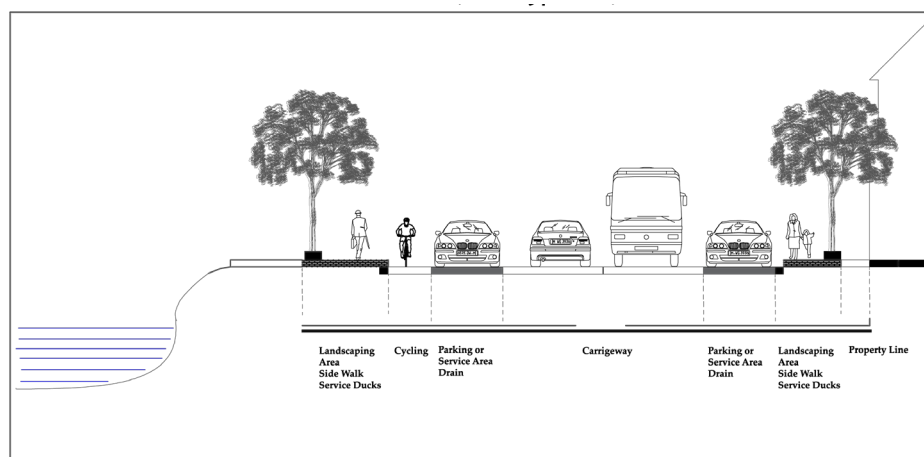 Landscaping
Area
Side Walk
Service Ducks
Cycling
Parking or
Service Area
Drain
Carrigeway
Parking or
Service Area
Drain
Landscaping
Area
Side Walk
Service Ducks
Property Line